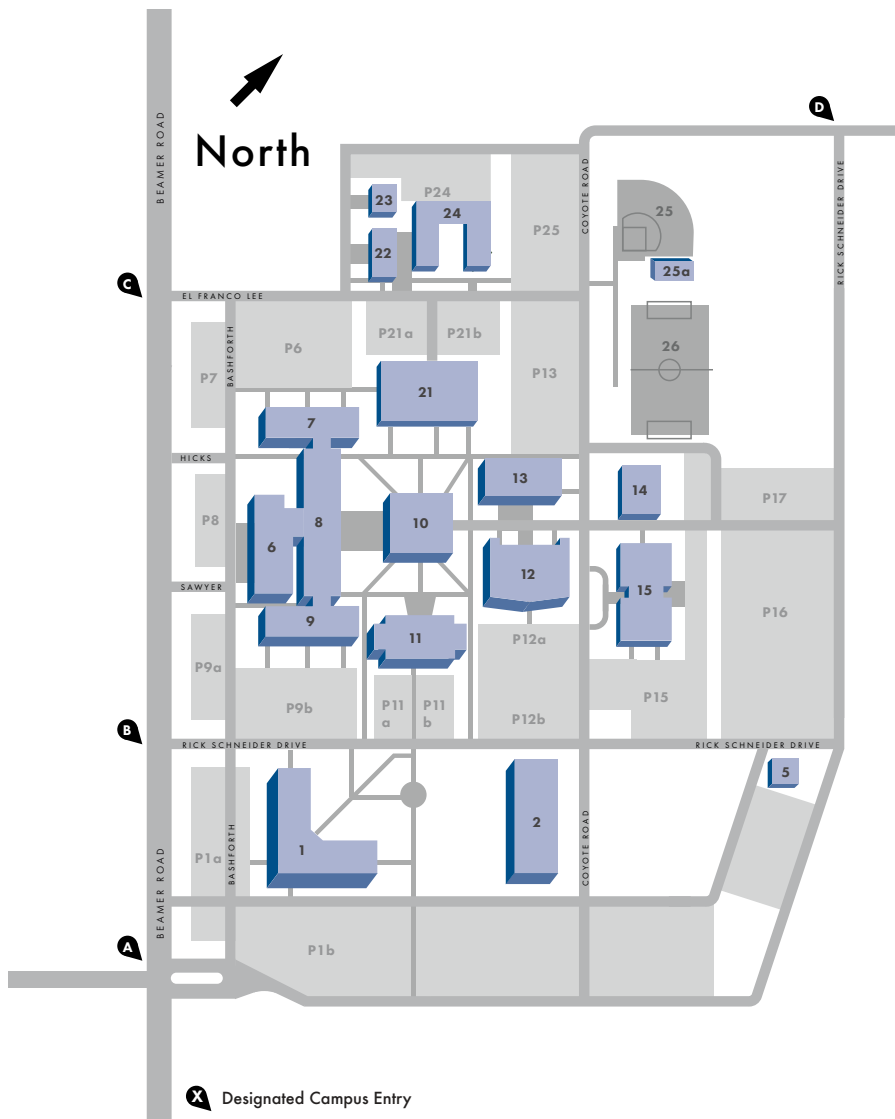 D
BEAMER ROAD
North
COYOTE ROAD
RICK SCHNEIDER DRIVE
23
P24
24
25
P25
22
25a
C
EL FRANCO LEE
BASHFORTH
P6
P21a
P21b
26
P7
P13
21
7
HICKS
13
14
P17
P8
8
10
6
12
15
SAWYER
P16
9
11
P12a
P9a
P15
P9b
P11
a
P11
b
P12b
B
RICK SCHNEIDER DRIVE
RICK SCHNEIDER DRIVE
5
2
1
P1a
BASHFORTH
COYOTE ROAD
BEAMER ROAD
A
P1b
X Designated Campus Entry